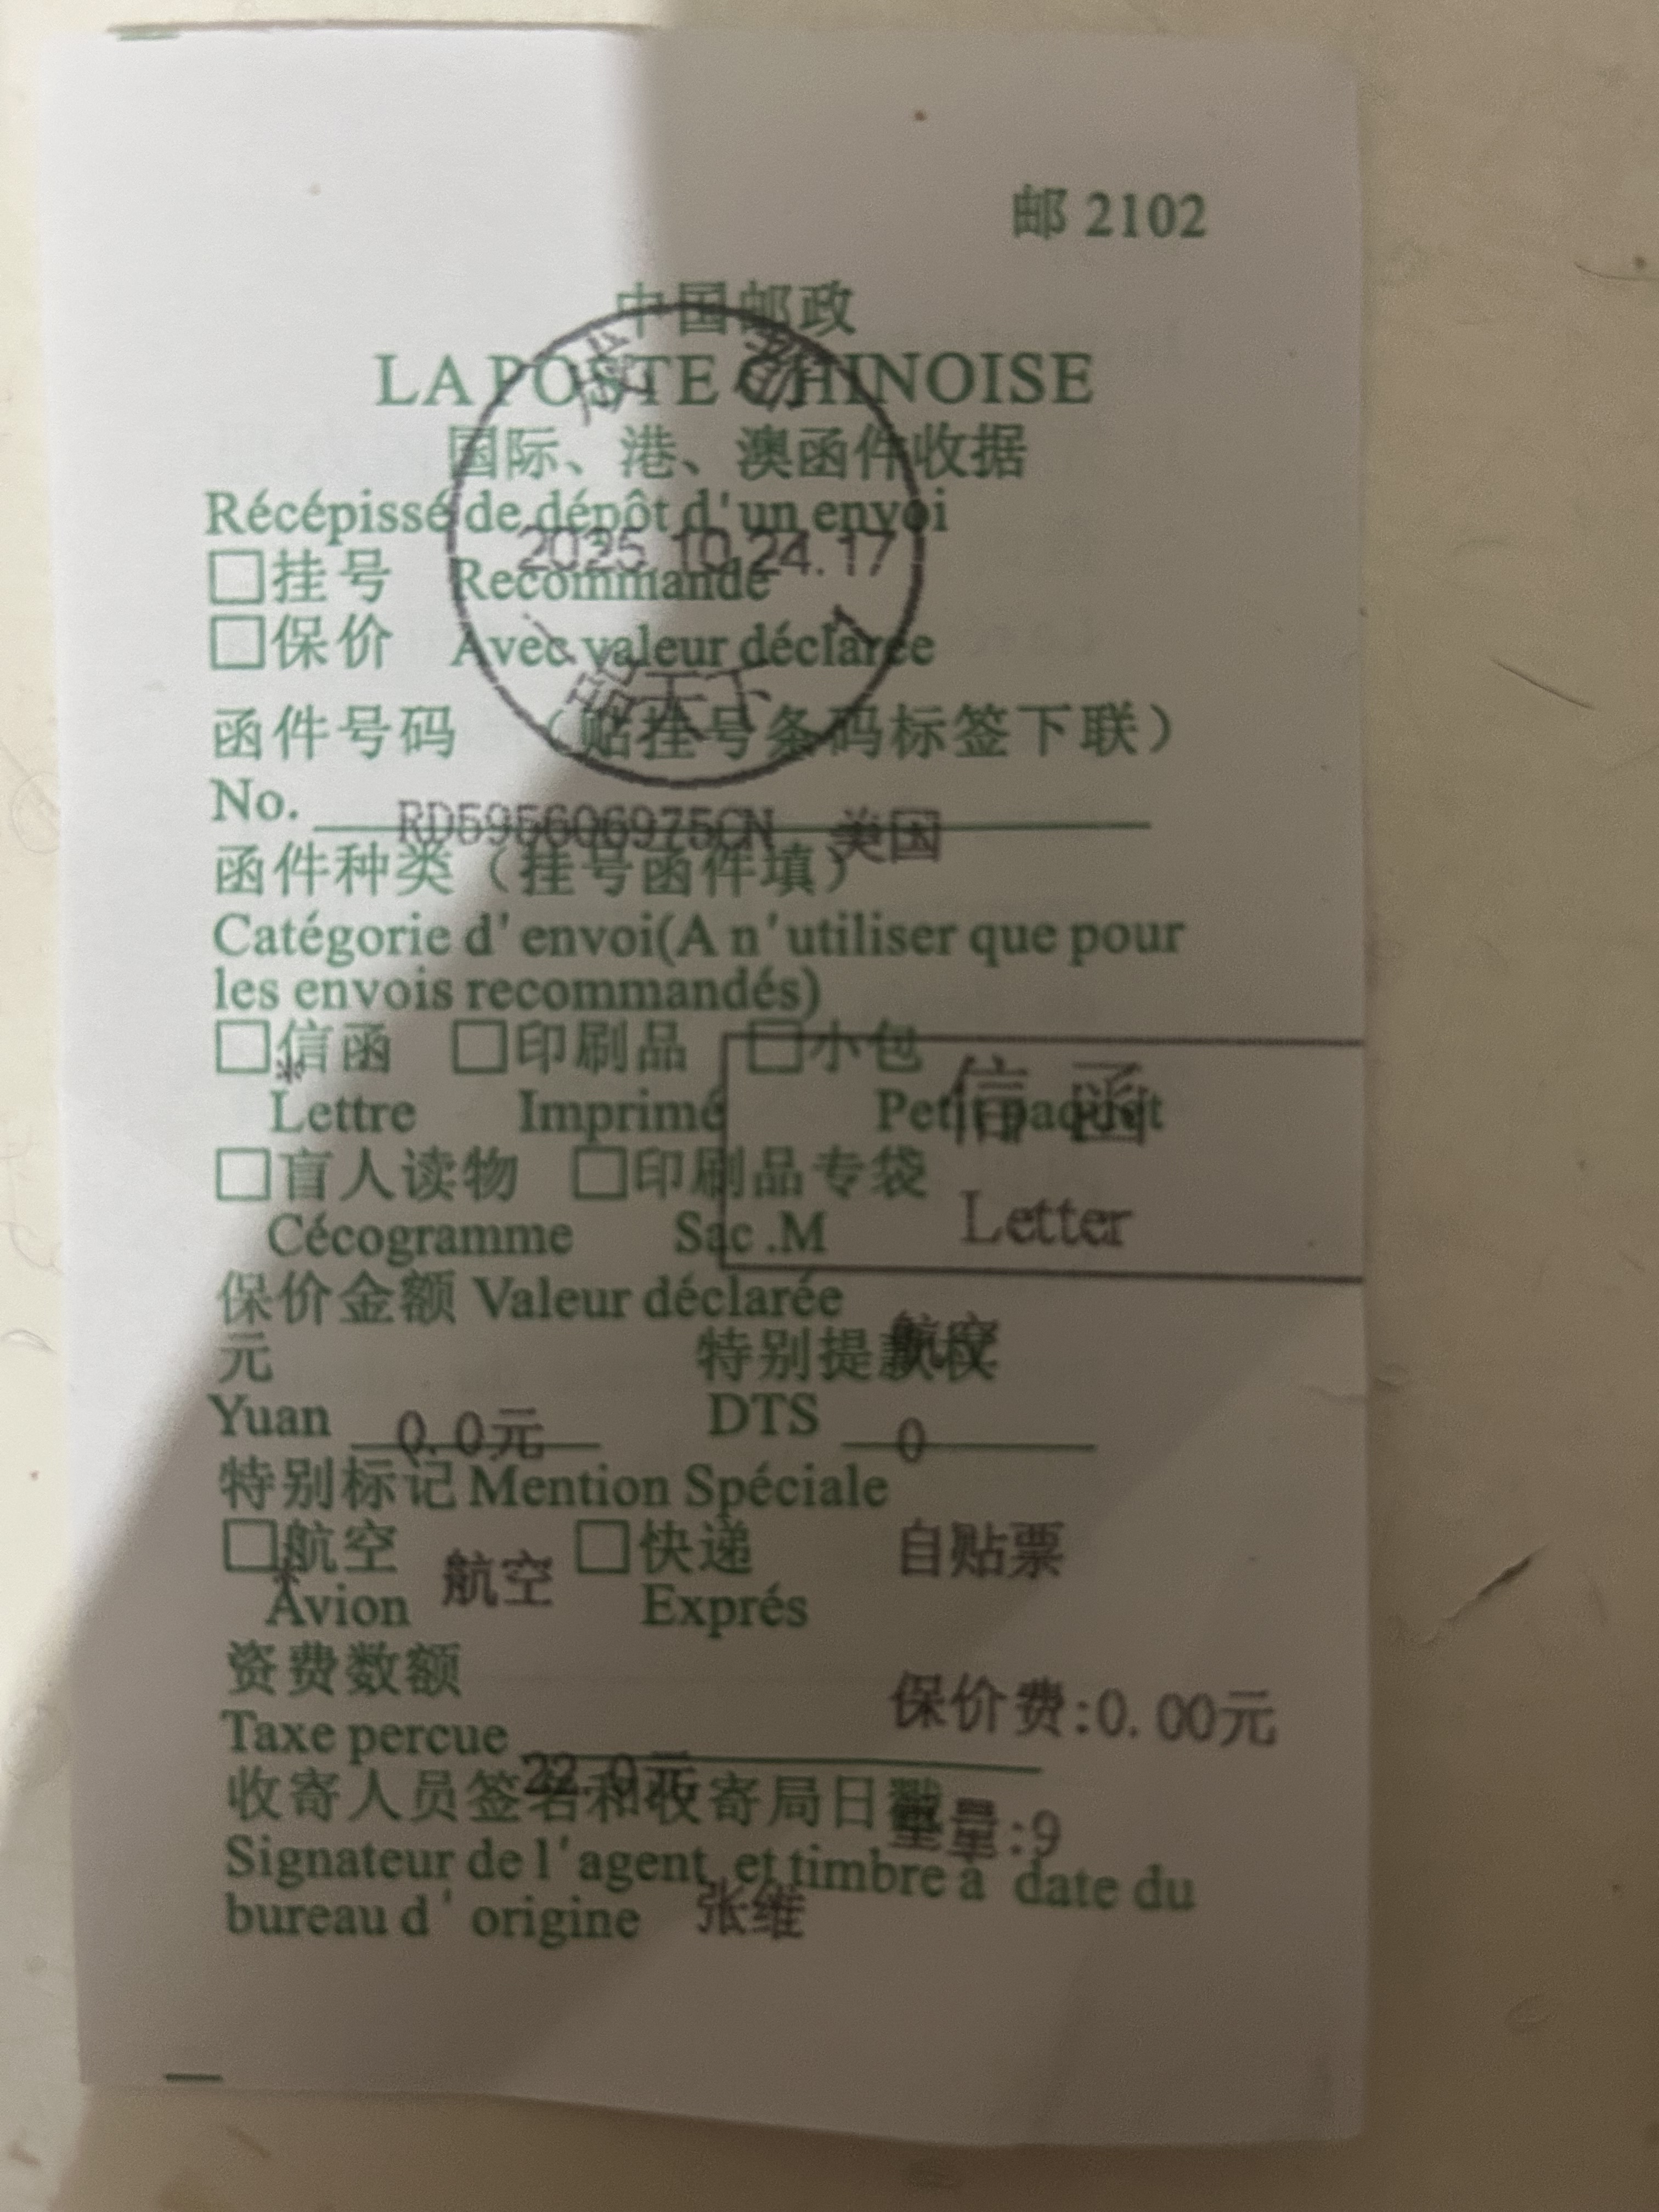 邮 2102
中国邮政
LA POSTE CHINOISE
国际、港、澳函件收据
Récépissé de dépôt d'un envoi
2025.10.24.17
□挂号 Recommandé
□保价 Avec valeur déclarée
天下
函件号码 (贴挂号条码标签下联)
No. RD595606975CN 美国
函件种类(挂号函件填)
Catégorie d'envoi(A n'utiliser que pour
les envois recommandés)
□信函 □印刷品 □小包
*
信 函
Lettre Imprimé Petit paquet
□盲人读物 □印刷品专袋
Cécogramme Sac .M
Letter
保价金额 Valeur déclarée
航空
元 特别提款权
Yuan 0.0元 DTS 0
特别标记 Mention Spéciale
□航空 航空 □快递 自贴票
*
Avion Exprés
资费数额
保价费:0.00元
Taxe percue 22.0元
收寄人员签名和收寄局日戳
重量:9
Signateur de l'agent et timbre à date du
bureau d'origine 张维